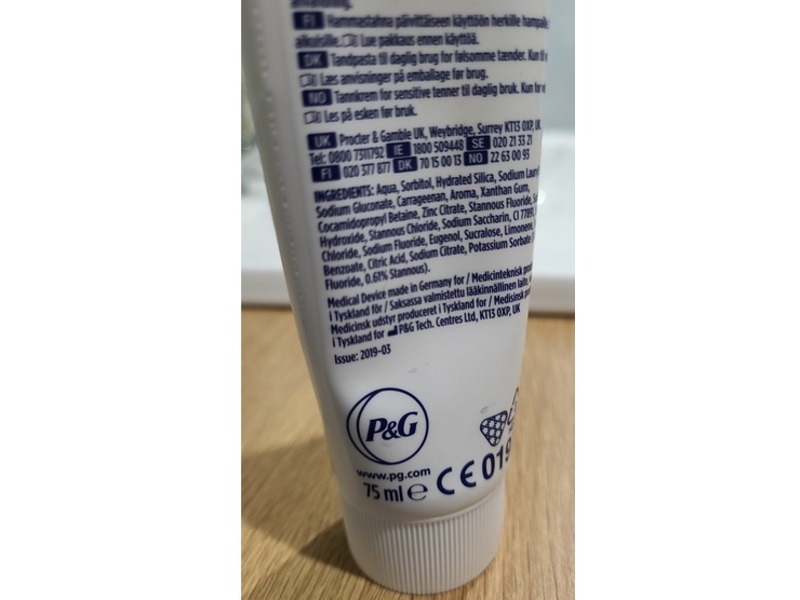 FI Hammastahna päivittäiseen käyttöön herkille
Lue pakkaus ennen käyttöä.
DK Tandpasta til daglig brug for følsomme tænder. Kun til
Læs anvisninger på emballage før brug.
NO Tannkrem for sensitive tenner til daglig bruk. Kun for
Les på esken før bruk.
UK Procter & Gamble UK, Weybridge, Surrey KT13 0XP, UK
Tel: 0800 7311792 IE 1800 509448 SE 020 21 33 21
FI 020 377 877 DK 70 15 00 13 NO 22 63 00 93
INGREDIENTS: Aqua, Sorbitol, Hydrated Silica, Sodium
Sodium Gluconate, Carrageenan, Aroma, Xanthan Gum,
Cocamidopropyl Betaine, Zinc Citrate, Stannous Fluoride,
Hydroxide, Stannous Chloride, Sodium Saccharin, CI 77891,
Chloride, Sodium Fluoride, Eugenol, Sucralose, Limonene,
Benzoate, Citric Acid, Sodium Citrate, Potassium Sorbate
Fluoride, 0.61% Stannous).
Medical Device made in Germany for / Medicinteknisk
i Tyskland för / Saksassa valmistettu lääkinnällinen laite,
Medicinsk udstyr produceret i Tyskland for / Medisinsk
i Tyskland for P&G Tech. Centres Ltd, KT13 0XP, UK
Issue: 2019-03
P&G
www.pg.com
75 ml e CE 019